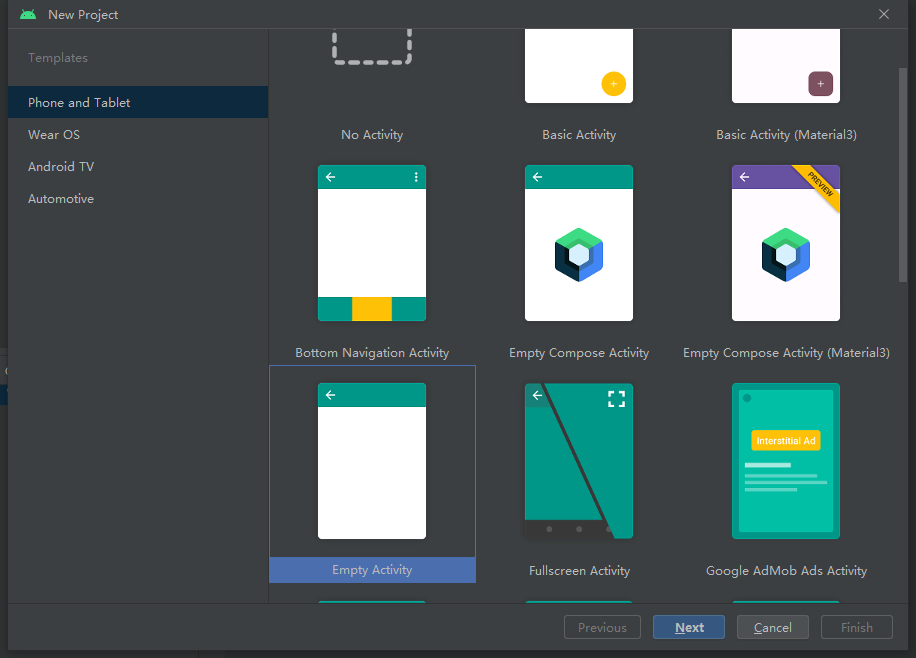 New Project
Templates
Phone and Tablet
Wear OS
Android TV
Automotive
No Activity
Basic Activity
Basic Activity (Material3)
PREVIEW
Bottom Navigation Activity
Empty Compose Activity
Empty Compose Activity (Material3)
Interstitial Ad
Empty Activity
Fullscreen Activity
Google AdMob Ads Activity
Previous
Next
Cancel
Finish